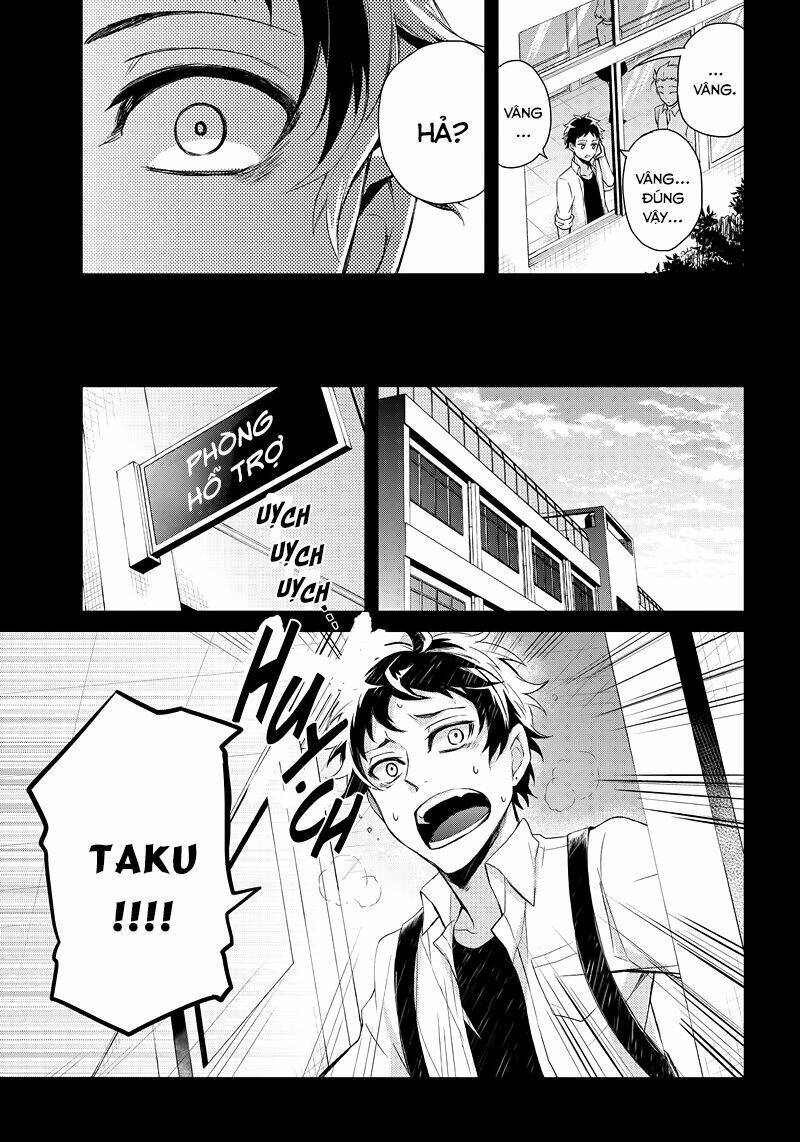 ...
VÂNG.
VÂNG
...
VÂNG...
ĐÚNG
VẬY...
HẢ?
PHÒNG
HỖ TRỢ
UỴCH
UỴCH
UỴCH...
HUỴCH
TAKU
!!!!